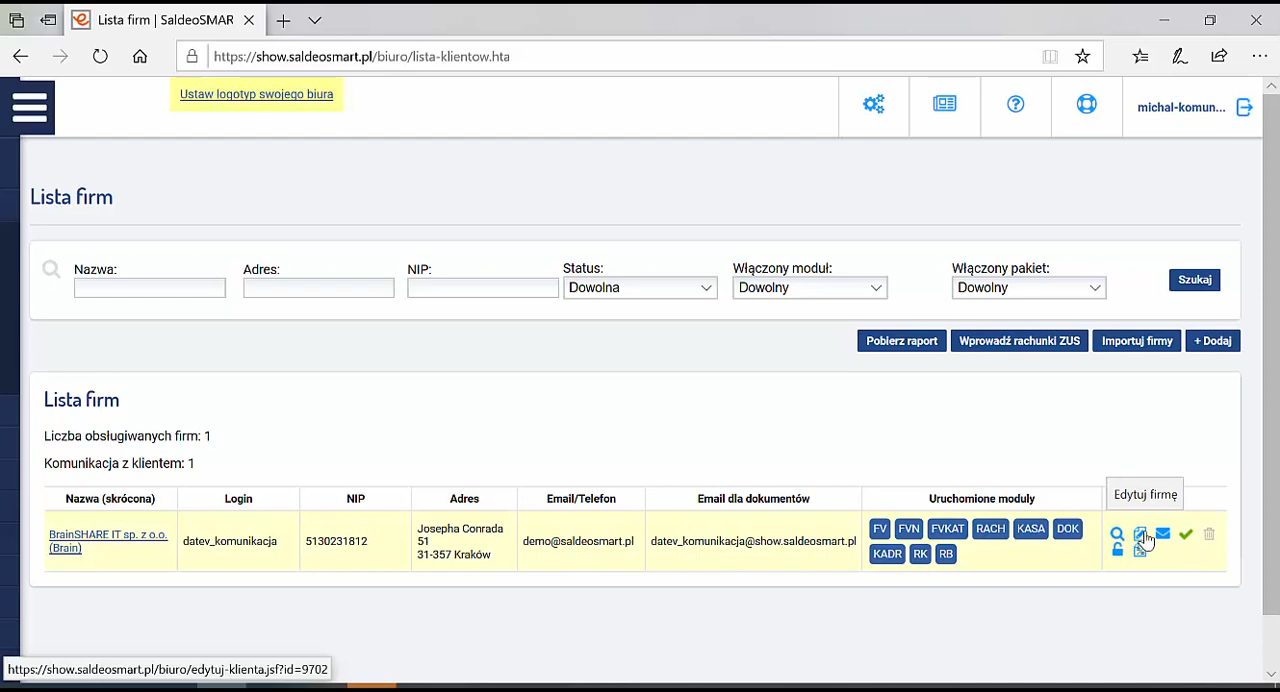 Lista firm | SaldeoSMAR
https://show.saldeosmart.pl/biuro/lista-klientow.hta
Ustaw logotyp swojego biura
michal-komun...
Lista firm
Nazwa: Adres: NIP: Status: Włączony moduł: Włączony pakiet:
Dowolna Dowolny Dowolny Szukaj
Pobierz raport Wprowadź rachunki ZUS Importuj firmy + Dodaj
Lista firm
Liczba obsługiwanych firm: 1
Komunikacja z klientem: 1
Edytuj firmę
Nazwa (skrócona) Login NIP Adres Email/Telefon Email dla dokumentów Uruchomione moduły
BrainSHARE IT sp. z o.o.
(Brain)
datev_komunikacja
5130231812
Josepha Conrada
51
31-357 Kraków
demo@saldeosmart.pl
datev_komunikacja@show.saldeosmart.pl
FV FVN FVKAT RACH KASA DOK
KADR RK RB
https://show.saldeosmart.pl/biuro/edytuj-klienta.jsf?id=9702